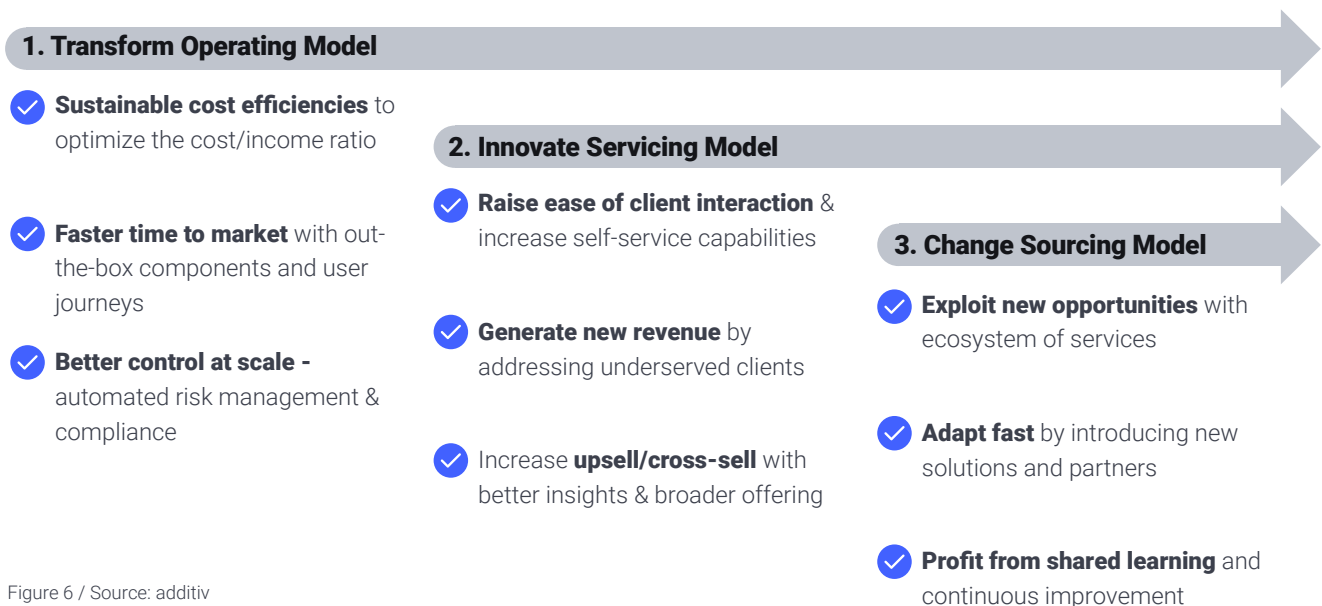 1. Transform Operating Model
Sustainable cost efficiencies to
optimize the cost/income ratio
Faster time to market with out-
the-box components and user
journeys
Better control at scale -
automated risk management &
compliance
2. Innovate Servicing Model
Raise ease of client interaction &
increase self-service capabilities
Generate new revenue by
addressing underserved clients
Increase upsell/cross-sell with
better insights & broader offering
3. Change Sourcing Model
Exploit new opportunities with
ecosystem of services
Adapt fast by introducing new
solutions and partners
Profit from shared learning and
continuous improvement
Figure 6 / Source: additiv